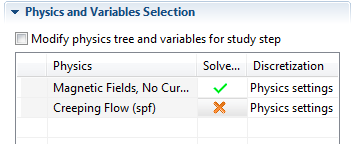 Physics and Variables Selection
Modify physics tree and variables for study step
Physics Solve... Discretization
Magnetic Fields, No Cur... Physics settings
Creeping Flow (spf) Physics settings